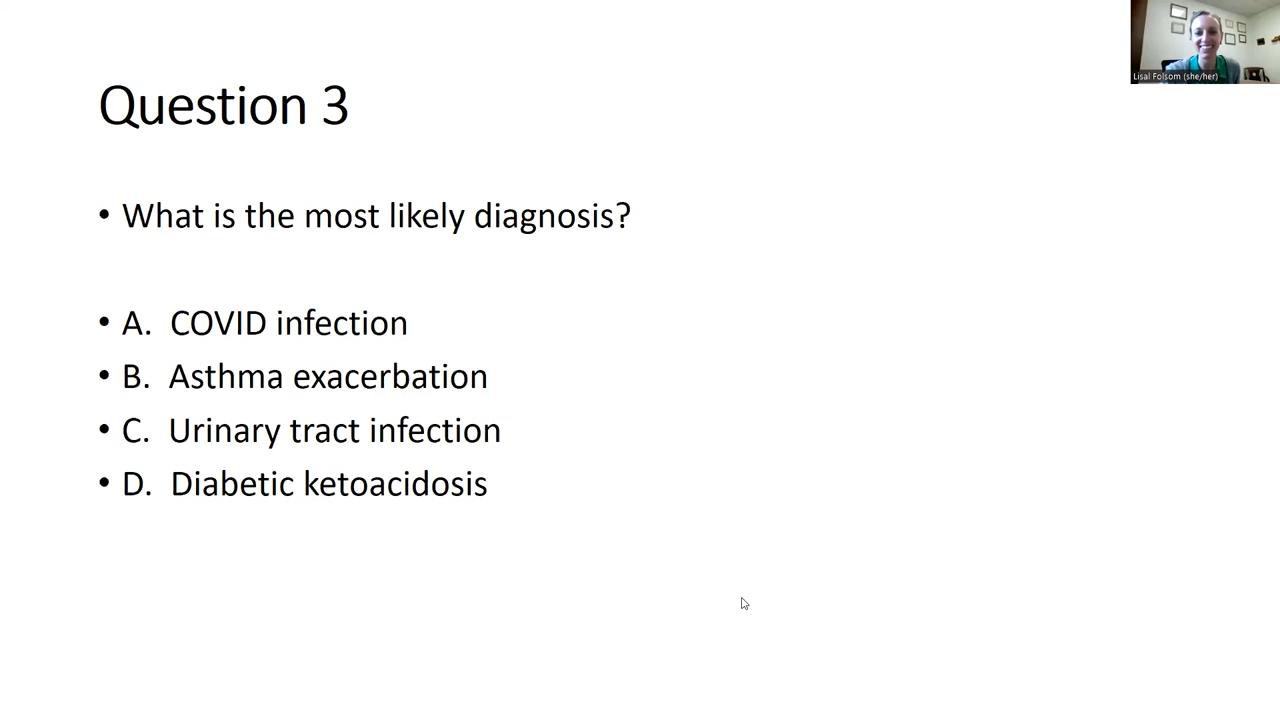 Lisal Folsom (she/her)
Question 3
• What is the most likely diagnosis?
• A. COVID infection
• B. Asthma exacerbation
• C. Urinary tract infection
• D. Diabetic ketoacidosis